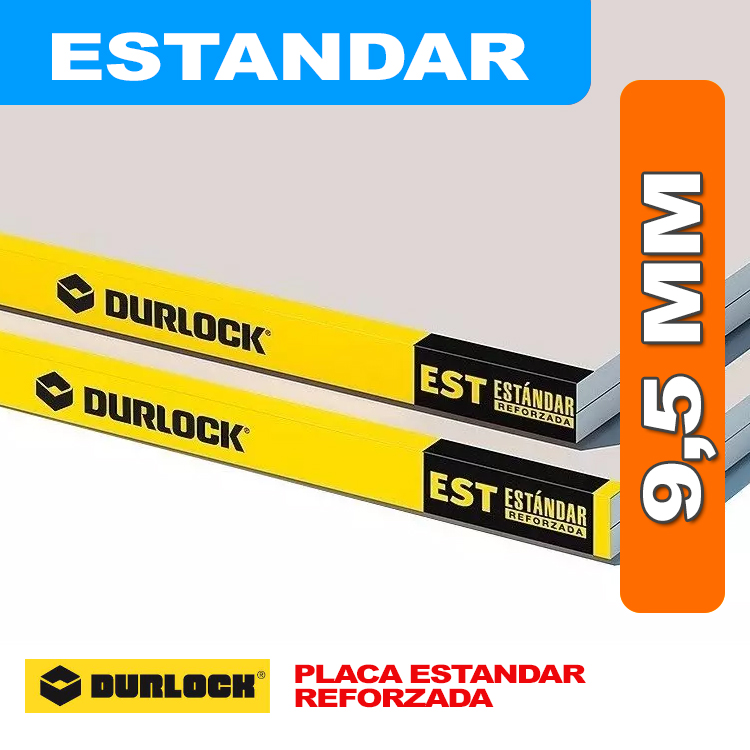 ESTANDAR
9,5 MM
DURLOCK®
EST ESTÁNDAR
REFORZADA
DURLOCK®
EST ESTÁNDAR
REFORZADA
DURLOCK®
PLACA ESTANDAR
REFORZADA